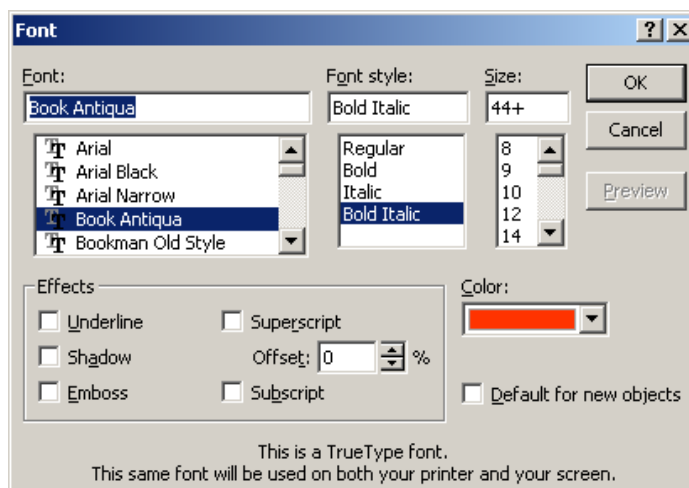 Font
? X
Font: Font style: Size:
Book Antiqua Bold Italic 44+ OK
Arial Regular 8 Cancel
Arial Black Bold 9
Arial Narrow Italic 10 Preview
Book Antiqua Bold Italic 12
Bookman Old Style 14
Effects Color:
Underline Superscript
Shadow Offset: 0 %
Emboss Subscript Default for new objects
This is a TrueType font.
This same font will be used on both your printer and your screen.